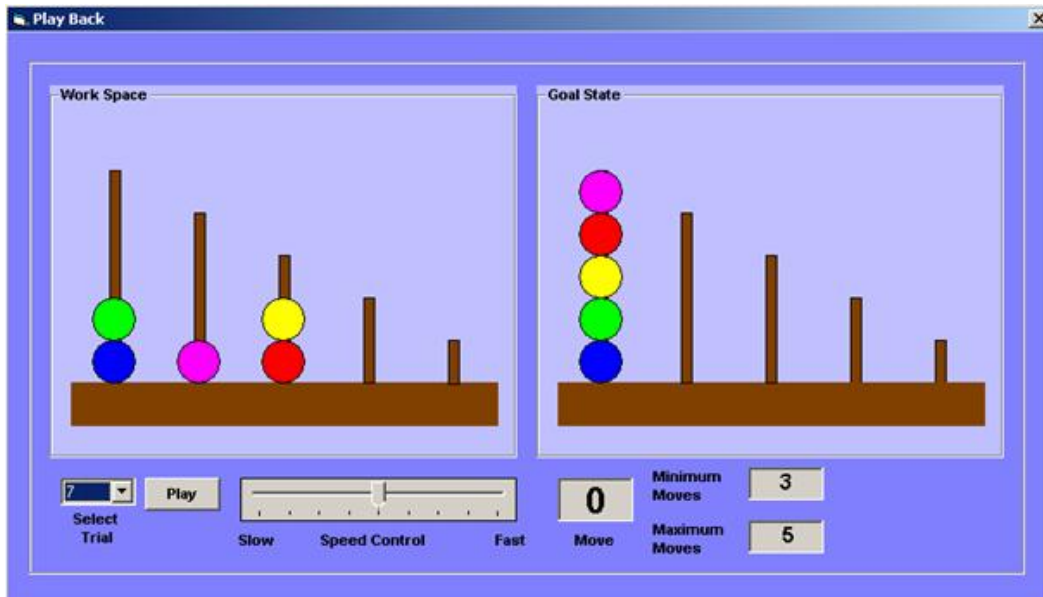 Play Back
Work Space
Goal State
7
Play
Select
Trial
Slow
Speed Control
Fast
0
Move
Minimum
Moves
3
Maximum
Moves
5